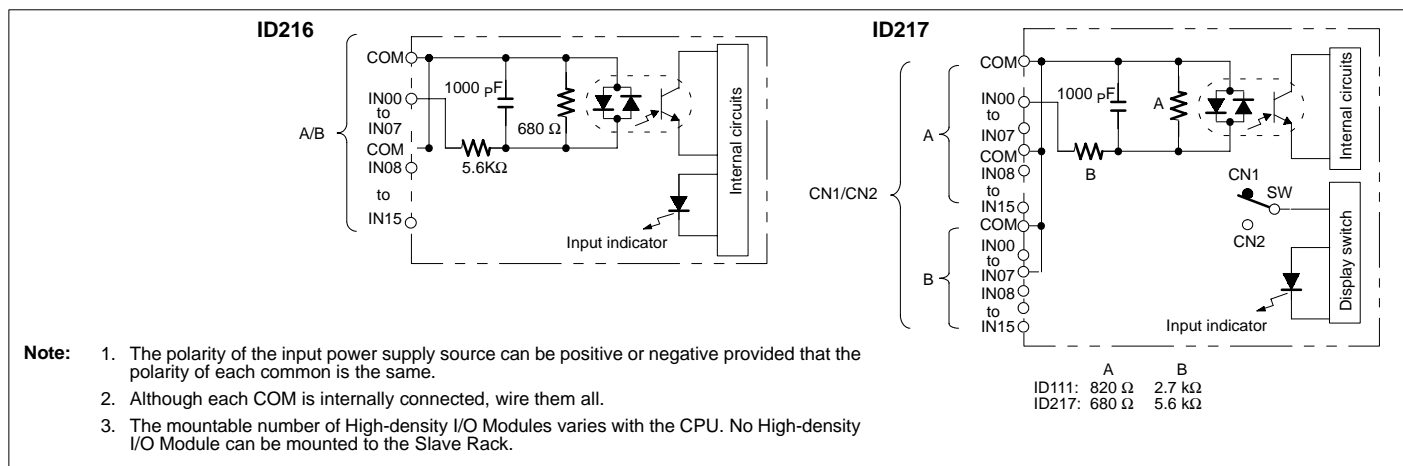 ID216
COM
IN00
to
IN07
COM
IN08
to
IN15
A/B
1000 PF
680 Ω
5.6KΩ
Internal circuits
Input indicator
ID217
CN1/CN2
A
B
COM
IN00
to
IN07
COM
IN08
to
IN15
COM
IN00
to
IN07
IN08
to
IN15
1000 PF
A
B
Internal circuits
CN1
SW
CN2
Display switch
Input indicator
A B
ID111: 820 Ω 2.7 kΩ
ID217: 680 Ω 5.6 kΩ
Note: 1. The polarity of the input power supply source can be positive or negative provided that the
polarity of each common is the same.
2. Although each COM is internally connected, wire them all.
3. The mountable number of High-density I/O Modules varies with the CPU. No High-density
I/O Module can be mounted to the Slave Rack.